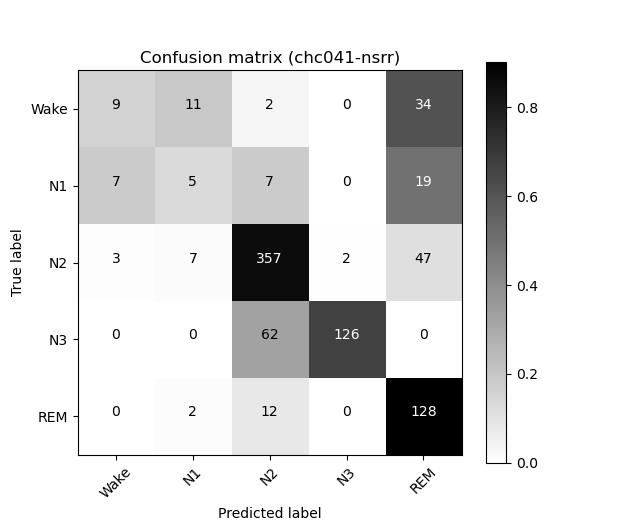 Confusion matrix (chc041-nsrr)
Wake 9 11 2 0 34
N1 7 5 7 0 19
N2 3 7 357 2 47
N3 0 0 62 126 0
REM 0 2 12 0 128
Wake N1 N2 N3 REM
True label
Predicted label
0.8
0.6
0.4
0.2
0.0